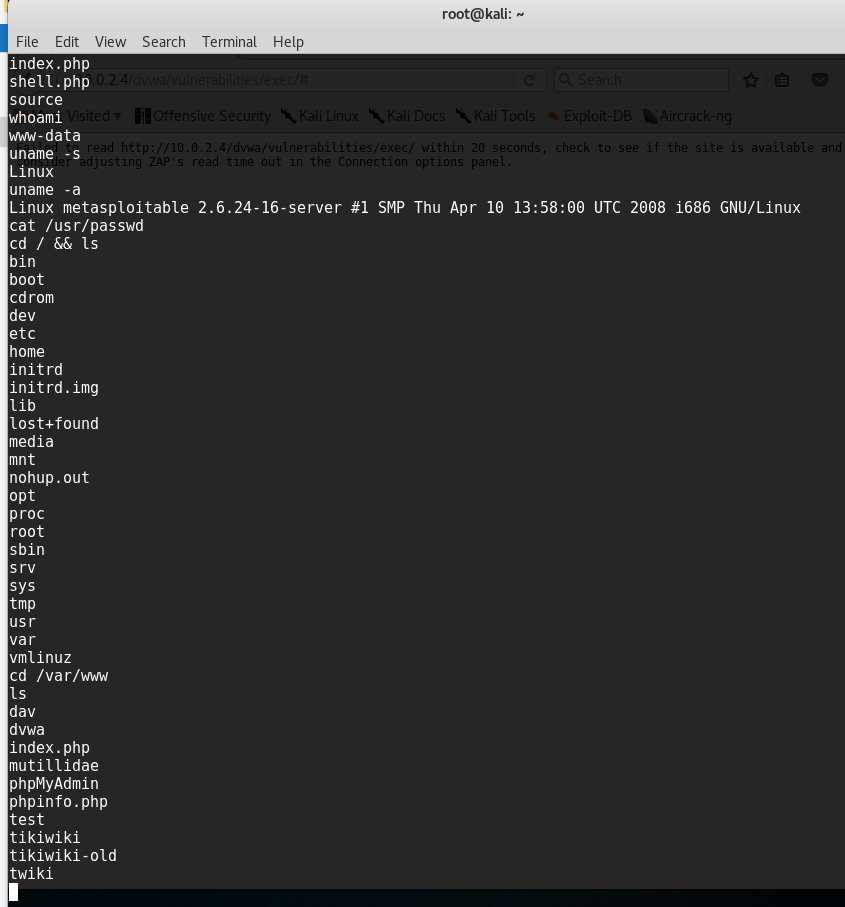 root@kali: ~
File Edit View Search Terminal Help
index.php
shell.php
source
whoami
www-data
uname -s
Linux
uname -a
Linux metasploitable 2.6.24-16-server #1 SMP Thu Apr 10 13:58:00 UTC 2008 i686 GNU/Linux
cat /usr/passwd
cd / && ls
bin
boot
cdrom
dev
etc
home
initrd
initrd.img
lib
lost+found
media
mnt
nohup.out
opt
proc
root
sbin
srv
sys
tmp
usr
var
vmlinuz
cd /var/www
ls
dav
dvwa
index.php
mutillidae
phpMyAdmin
phpinfo.php
test
tikiwiki
tikiwiki-old
twiki
0.0.2.4/dvwa/vulnerabilities/exec/#
Search
Visited
Offensive Security
Kali Linux
Kali Docs
Kali Tools
Exploit-DB
Aircrack-ng
Failed to read http://10.0.2.4/dvwa/vulnerabilities/exec/ within 20 seconds, check to see if the site is available and
consider adjusting ZAP's read time out in the Connection options panel.